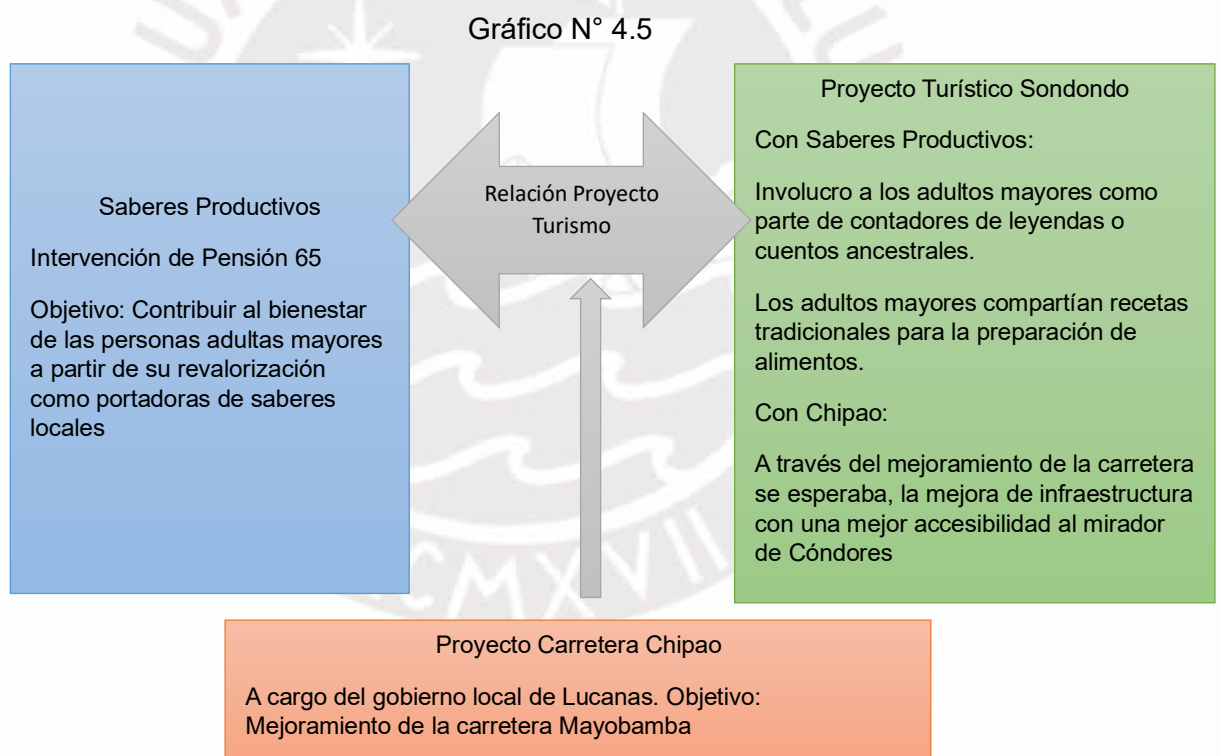 Gráfico N° 4.5
Saberes Productivos
Intervención de Pensión 65
Objetivo: Contribuir al bienestar
de las personas adultas mayores
a partir de su revalorización
como portadoras de saberes
locales
Relación Proyecto
Turismo
Proyecto Turístico Sondondo
Con Saberes Productivos:
Involucro a los adultos mayores como
parte de contadores de leyendas o
cuentos ancestrales.
Los adultos mayores compartían recetas
tradicionales para la preparación de
alimentos.
Con Chipao:
A través del mejoramiento de la carretera
se esperaba, la mejora de infraestructura
con una mejor accesibilidad al mirador
de Cóndores
Proyecto Carretera Chipao
A cargo del gobierno local de Lucanas. Objetivo:
Mejoramiento de la carretera Mayobamba